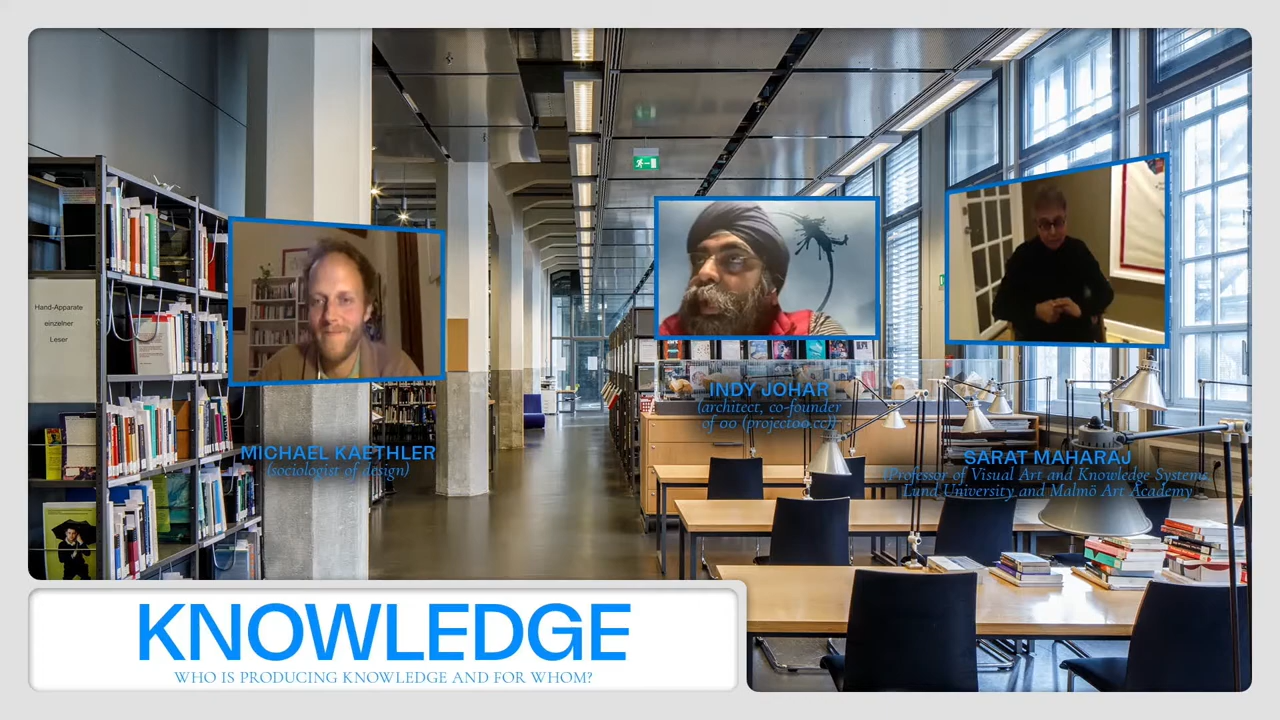 Hand-Apparate
einzelner
Leser
MICHAEL KAETHLER
(sociologist of design)
INDY JOHAR
(architect, co-founder
of 00 (project00.cc))
SARAT MAHARAJ
(Professor of Visual Art and Knowledge Systems,
Lund University and Malmö Art Academy
KNOWLEDGE
WHO IS PRODUCING KNOWLEDGE AND FOR WHOM?